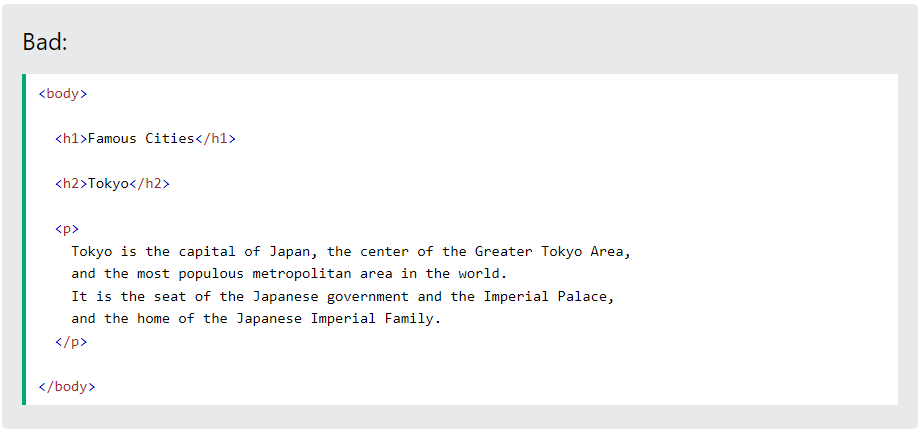 Bad:
<body>
<h1>Famous Cities</h1>
<h2>Tokyo</h2>
<p>
Tokyo is the capital of Japan, the center of the Greater Tokyo Area,
and the most populous metropolitan area in the world.
It is the seat of the Japanese government and the Imperial Palace,
and the home of the Japanese Imperial Family.
</p>
</body>